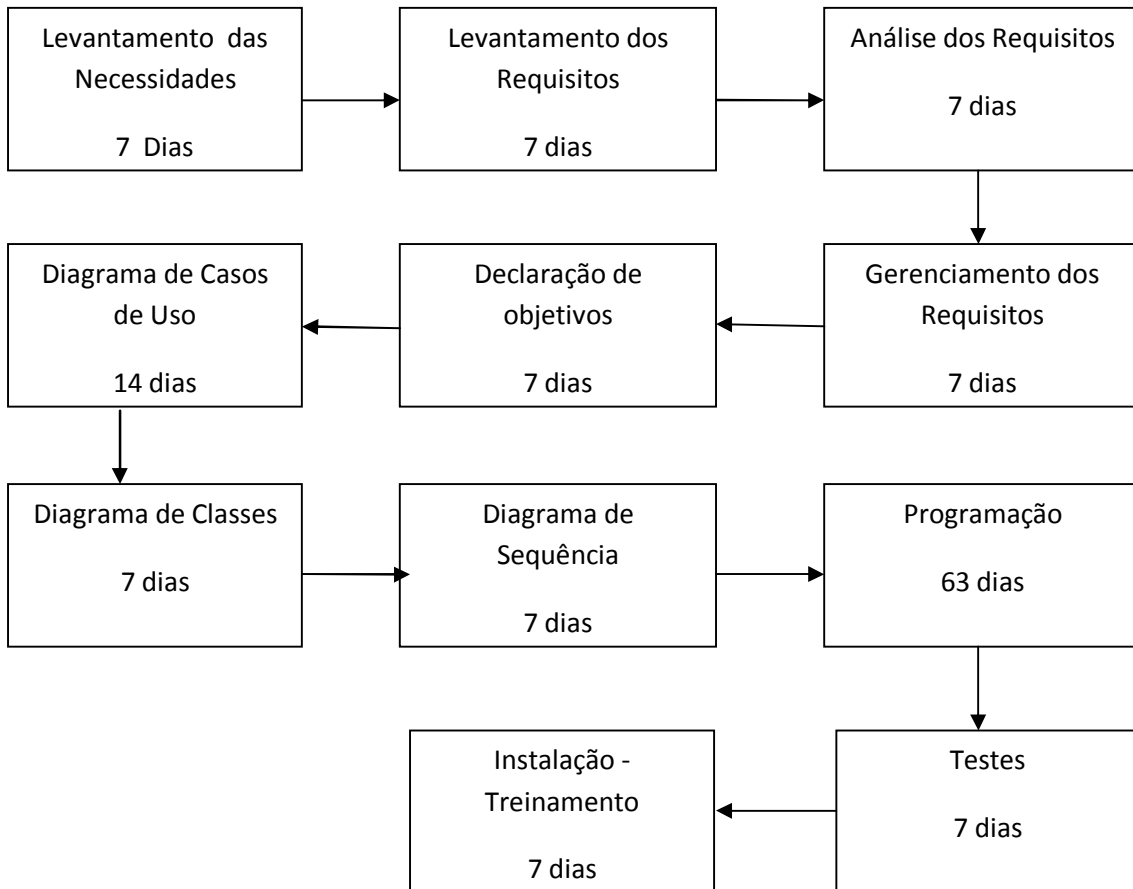 Levantamento das
Necessidades
7 Dias
Levantamento dos
Requisitos
7 dias
Análise dos Requisitos
7 dias
Gerenciamento dos
Requisitos
7 dias
Declaração de
objetivos
7 dias
Diagrama de Casos
de Uso
14 dias
Diagrama de Classes
7 dias
Diagrama de
Sequência
7 dias
Programação
63 dias
Testes
7 dias
Instalação -
Treinamento
7 dias